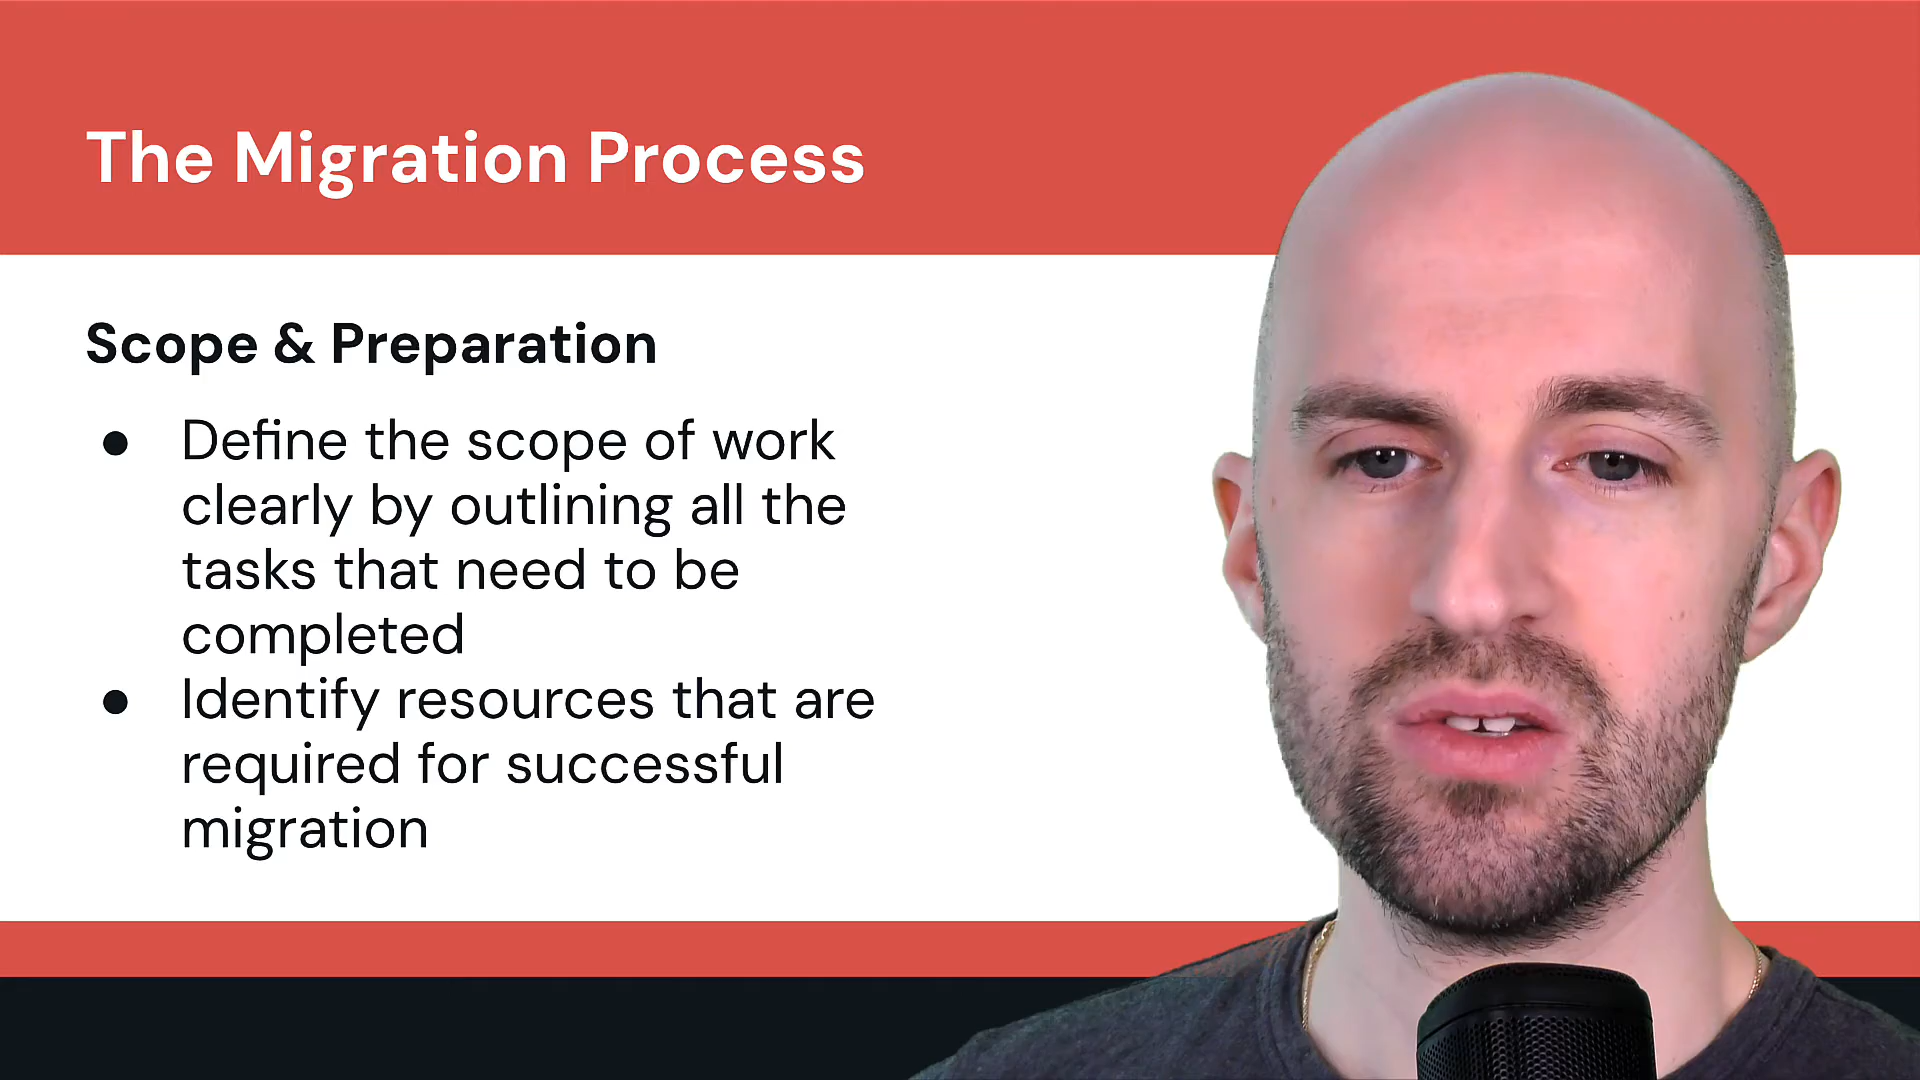 The Migration Process
Scope & Preparation
● Define the scope of work
clearly by outlining all the
tasks that need to be
completed
● Identify resources that are
required for successful
migration